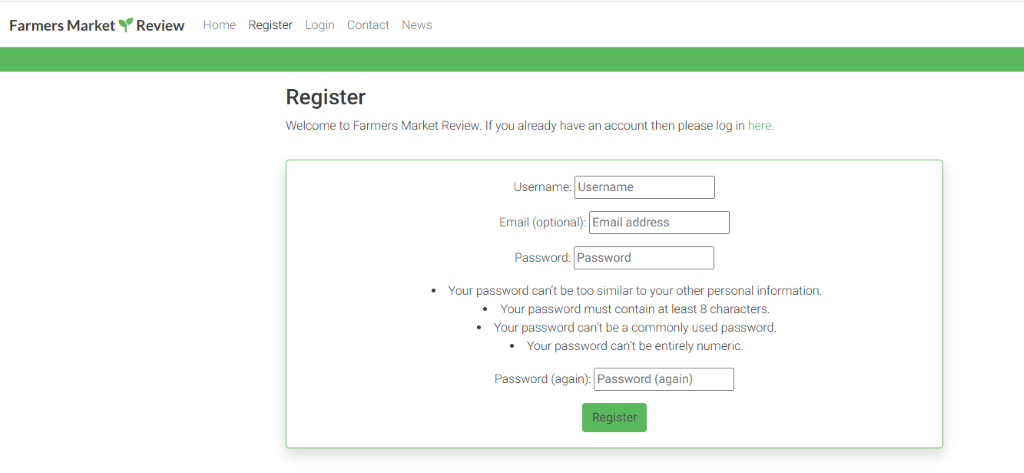 Farmers Market Review Home Register Login Contact News
Register
Welcome to Farmers Market Review. If you already have an account then please log in here.
Username: Username
Email (optional): Email address
Password: Password
• Your password can't be too similar to your other personal information.
• Your password must contain at least 8 characters.
• Your password can't be a commonly used password.
• Your password can't be entirely numeric.
Password (again): Password (again)
Register